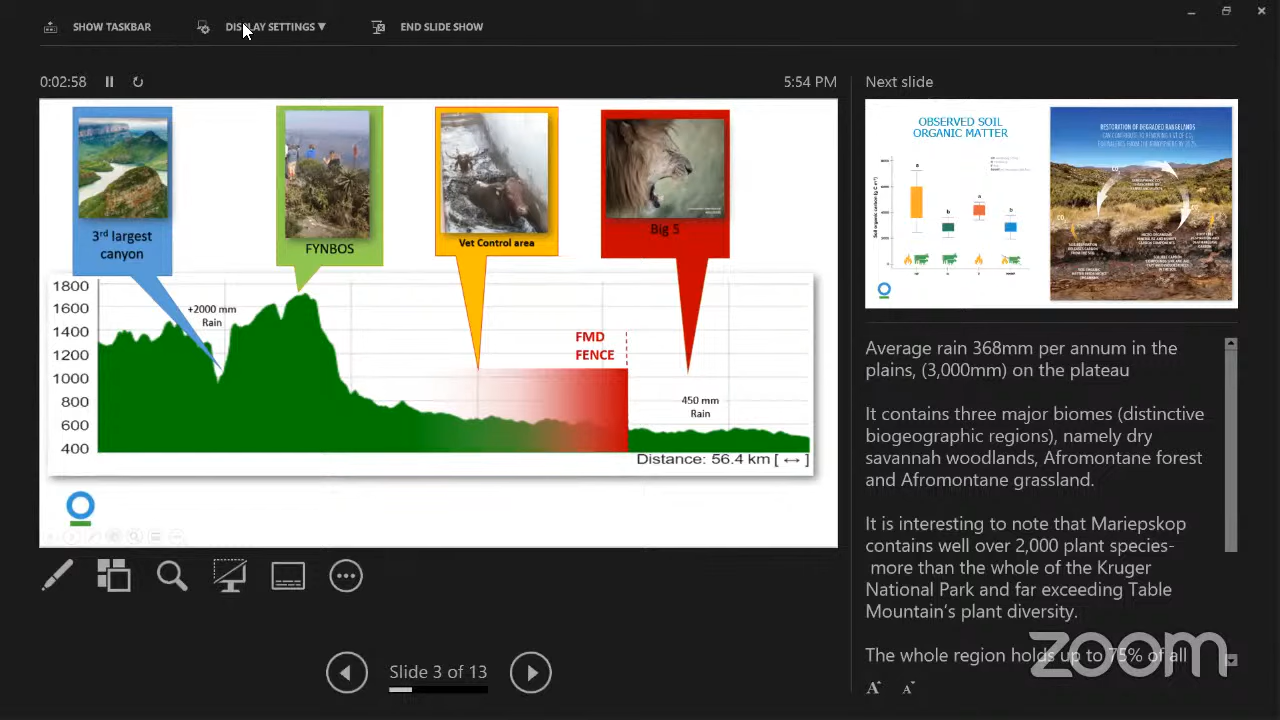 SHOW TASKBAR
DISPLAY SETTINGS ▼
END SLIDE SHOW
0:02:58
5:54 PM
3rd largest
canyon
FYNBOS
Vet Control area
Big 5
1800
1600
1400
1200
1000
800
600
400
+2000 mm
Rain
FMD
FENCE
450 mm
Rain
Distance: 56.4 km [ ↔ ]
Slide 3 of 13
Next slide
OBSERVED SOIL
ORGANIC MATTER
RESTORATION OF DEGRADED RANGELANDS
Average rain 368mm per annum in the
plains, (3,000mm) on the plateau
It contains three major biomes (distinctive
biogeographic regions), namely dry
savannah woodlands, Afromontane forest
and Afromontane grassland.
It is interesting to note that Mariepskop
contains well over 2,000 plant species-
more than the whole of the Kruger
National Park and far exceeding Table
Mountain's plant diversity.
The whole region holds up to 75% of all
zoom